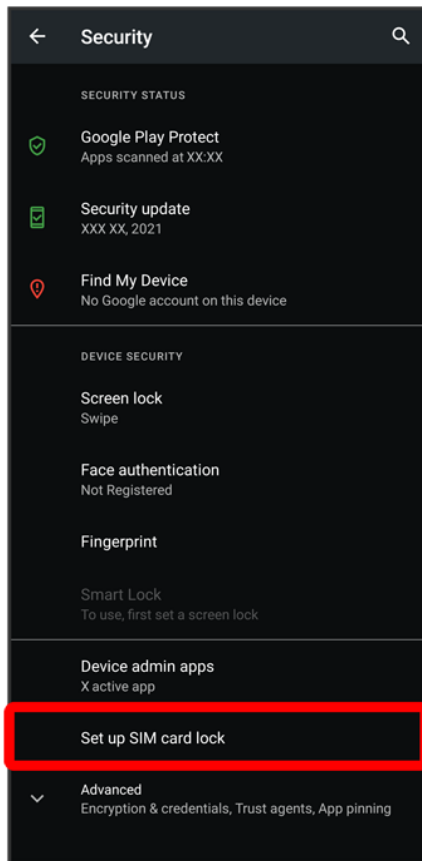 Security
SECURITY STATUS
Google Play Protect
Apps scanned at XX:XX
Security update
XXX XX, 2021
Find My Device
No Google account on this device
DEVICE SECURITY
Screen lock
Swipe
Face authentication
Not Registered
Fingerprint
Smart Lock
To use, first set a screen lock
Device admin apps
X active app
Set up SIM card lock
Advanced
Encryption & credentials, Trust agents, App pinning